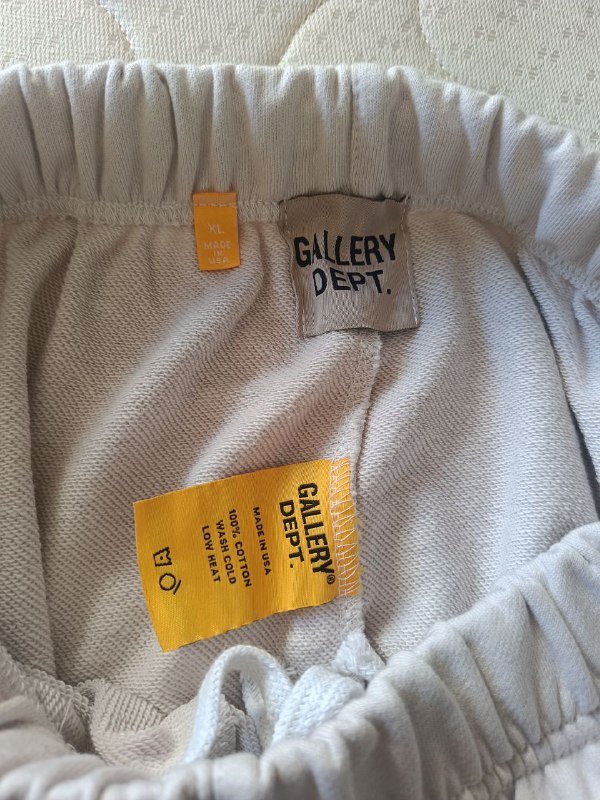 XL
MADE
IN
USA
GALLERY
DEPT.
GALLERY®
DEPT.
MADE IN USA
100% COTTON
WASH COLD
LOW HEAT